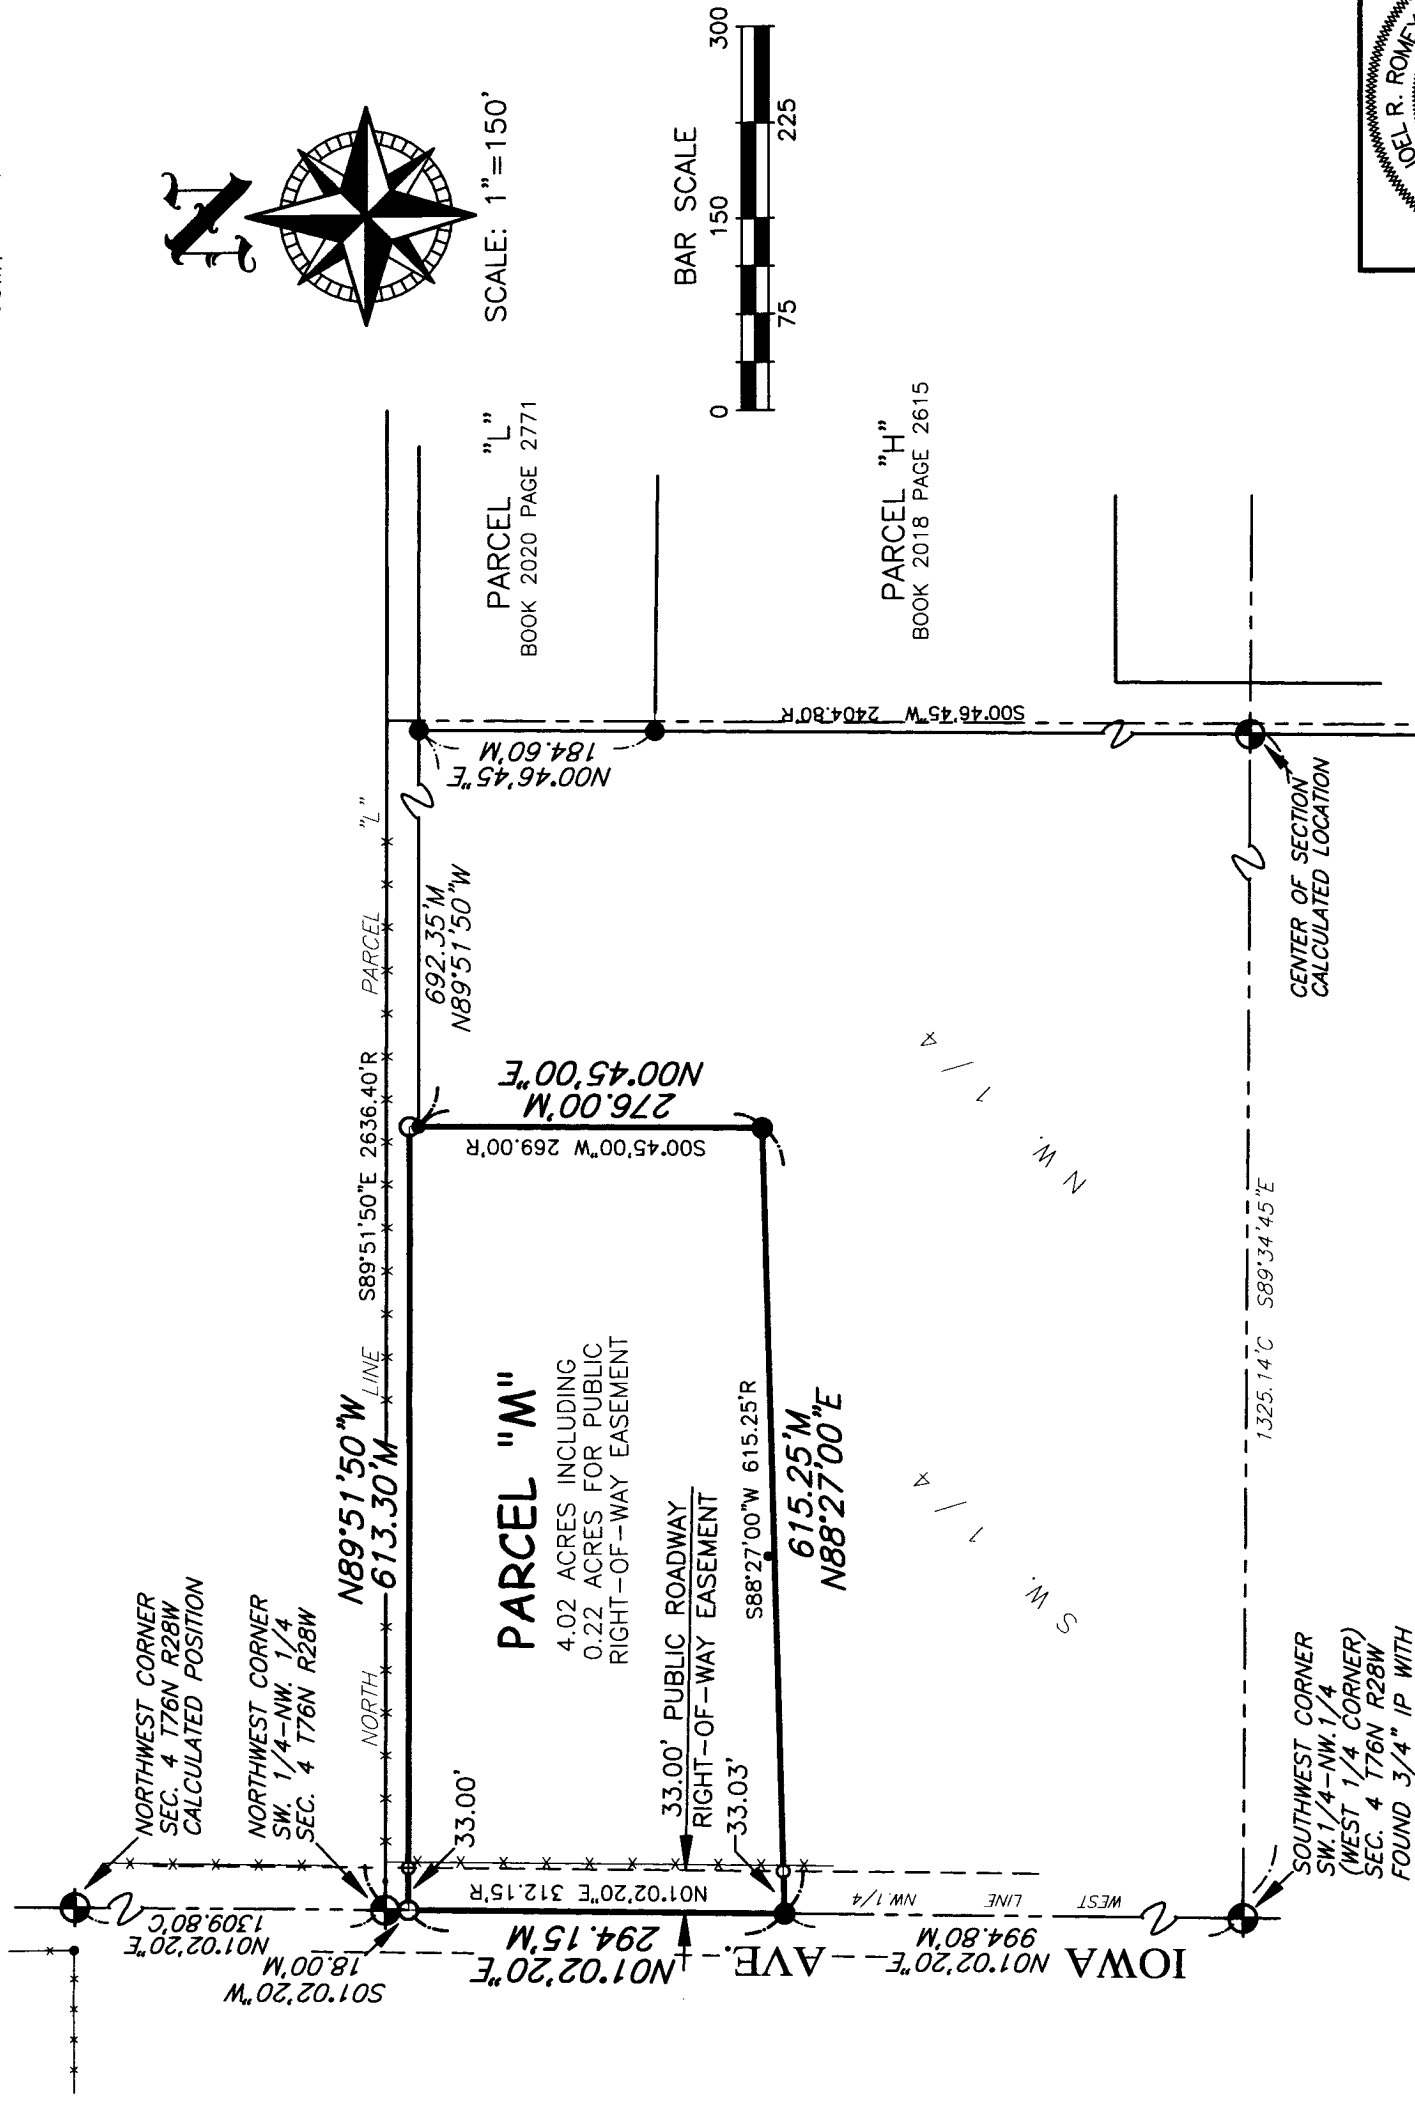 NORTHWEST CORNER
SEC. 4 T76N R28W
CALCULATED POSITION
NORTHWEST CORNER
SW. 1/4-NW. 1/4
SEC. 4 T76N R28W
N01°02'20"E
1309.80'C
S01°02'20"W
18.00'M
N89°51'50"W
613.30'M
NORTH LINE S89°51'50"E 2636.40'R PARCEL "L"
692.35'M
N89°51'50"W
33.00'
PARCEL "M"
4.02 ACRES INCLUDING
0.22 ACRES FOR PUBLIC
RIGHT-OF-WAY EASEMENT
N01°02'20"E
294.15'M
N01°02'20"E 312.15'R
33.00' PUBLIC ROADWAY
RIGHT-OF-WAY EASEMENT
33.03'
S88°27'00"W 615.25'R
615.25'M
N88°27'00"E
S00°45'00"W 269.00'R
276.00'M
N00°45'00"E
N00°46'45"E
184.60'M
S00°46'45"W 2404.80'R
PARCEL "L"
BOOK 2020 PAGE 2771
PARCEL "H"
BOOK 2018 PAGE 2615
SCALE: 1"=150'
BAR SCALE
0 75 150 225 300
IOWA AVE.
N01°02'20"E
994.80'M
WEST LINE NW.1/4
S W. 1 / 4
N W. 1 / 4
1325.14'C S89°34'45"E
CENTER OF SECTION
CALCULATED LOCATION
SOUTHWEST CORNER
SW.1/4-NW.1/4
(WEST 1/4 CORNER)
SEC. 4 T76N R28W
FOUND 3/4" IP WITH
JOEL R. ROMEY